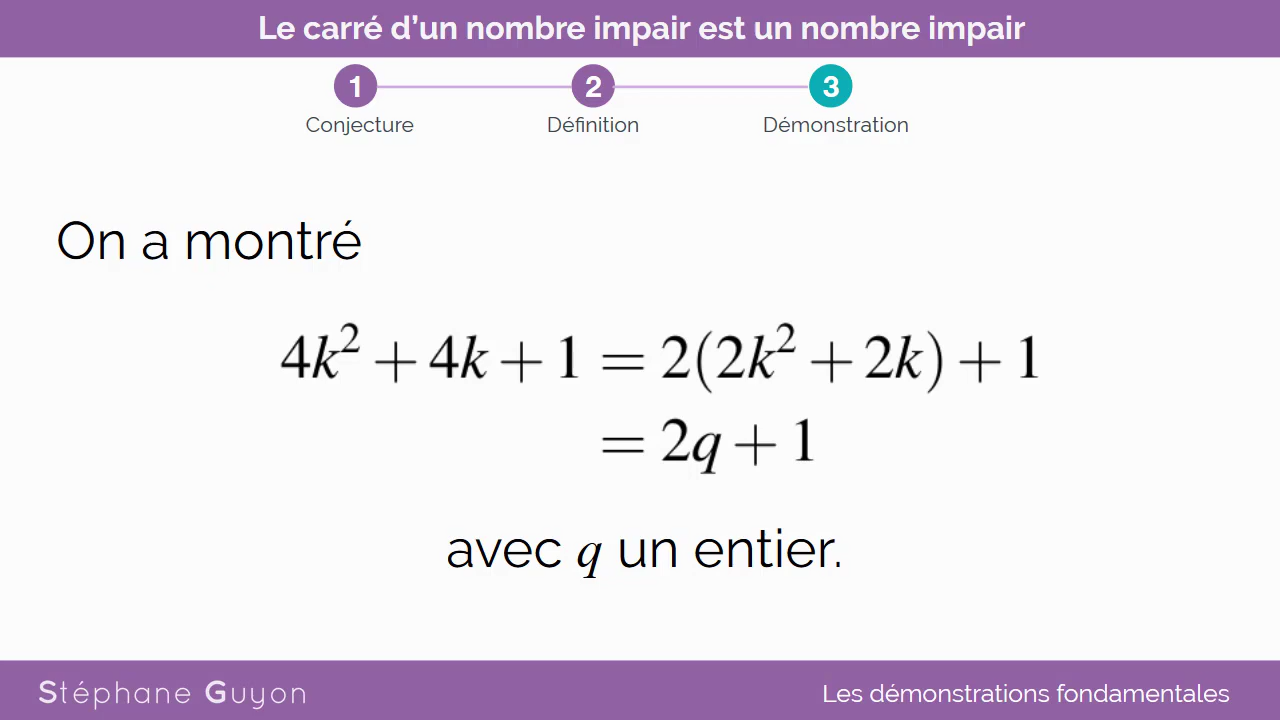 Le carré d’un nombre impair est un nombre impair
1 2 3
Conjecture Définition Démonstration
On a montré
4k² + 4k + 1 = 2(2k² + 2k) + 1
= 2q + 1
avec q un entier.
Stéphane Guyon Les démonstrations fondamentales